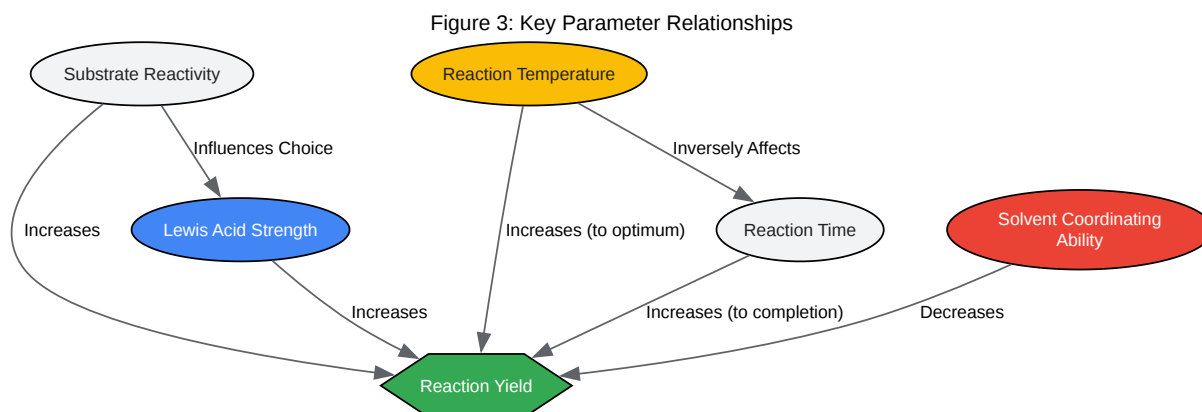 Figure 3: Key Parameter Relationships
Substrate Reactivity
Reaction Temperature
Influences Choice
Inversely Affects
Increases
Lewis Acid Strength
Increases (to optimum)
Reaction Time
Solvent Coordinating
Ability
Increases
Increases (to completion)
Decreases
Reaction Yield